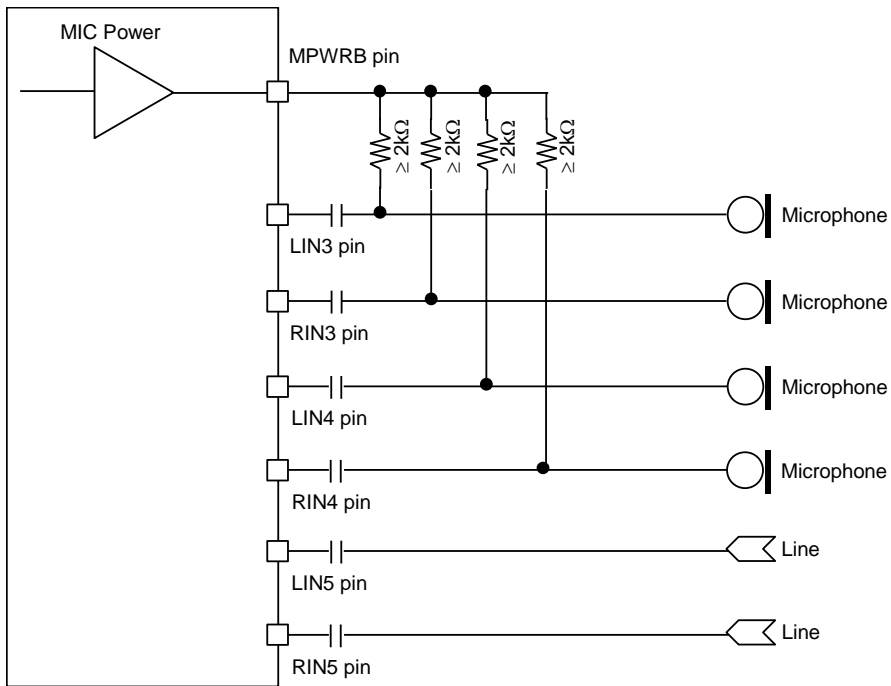 MIC Power
MPWRB pin
≥ 2kΩ
≥ 2kΩ
≥ 2kΩ
≥ 2kΩ
LIN3 pin
Microphone
RIN3 pin
Microphone
LIN4 pin
Microphone
RIN4 pin
Microphone
LIN5 pin
Line
RIN5 pin
Line